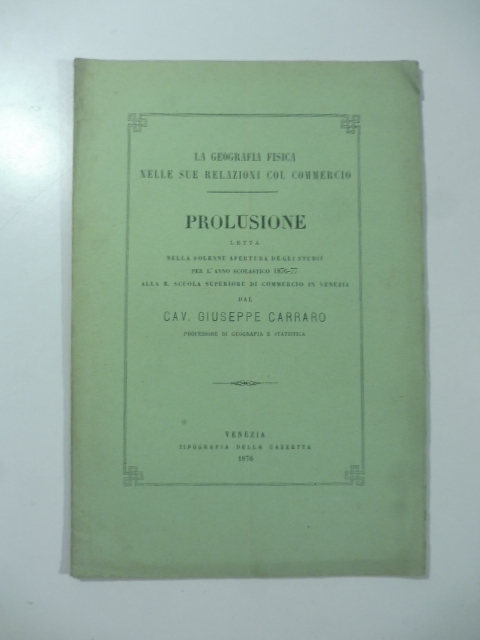 LA GEOGRAFIA FISICA
NELLE SUE RELAZIONI COL COMMERCIO
PROLUSIONE
LETTA
NELLA SOLENNE APERTURA DEGLI STUDII
PER L'ANNO SCOLASTICO 1876-77
ALLA R. SCUOLA SUPERIORE DI COMMERCIO IN VENEZIA
DAL
CAV. GIUSEPPE CARRARO
PROFESSORE DI GEOGRAFIA E STATISTICA
VENEZIA
TIPOGRAFIA DELLA GAZZETTA
1876